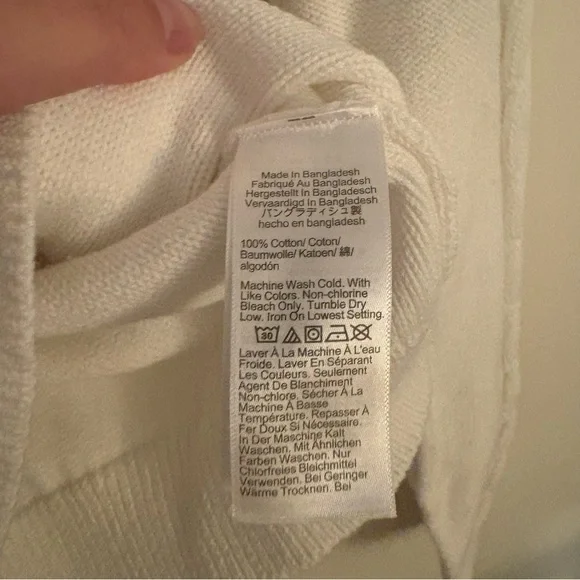 Made In Bangladesh
Fabriqué Au Bangladesh
Hergestellt In Bangladesch
Vervaardigd In Bangladesh
バングラディシュ製
hecho en bangladesh
100% Cotton/ Coton/
Baumwolle/ Katoen/ 綿/
algodón
Machine Wash Cold. With
Like Colors. Non-chlorine
Bleach Only. Tumble Dry
Low. Iron On Lowest Setting.
30
Laver À La Machine À L'eau
Froide. Laver En Séparant
Les Couleurs. Seulement
Agent De Blanchiment
Non-chlore. Sécher À La
Machine À Basse
Température. Repasser À
Fer Doux Si Nécessaire.
In Der Maschine Kalt
Waschen. Mit Ähnlichen
Farben Waschen. Nur
Chlorfreies Bleichmittel
Verwenden. Bei Geringer
Wärme Trocknen. Bei